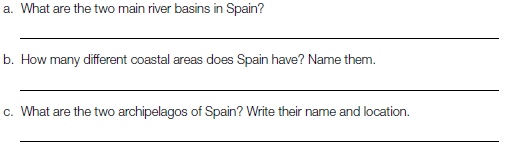 a. What are the two main river basins in Spain?
b. How many different coastal areas does Spain have? Name them.
c. What are the two archipelagos of Spain? Write their name and location.